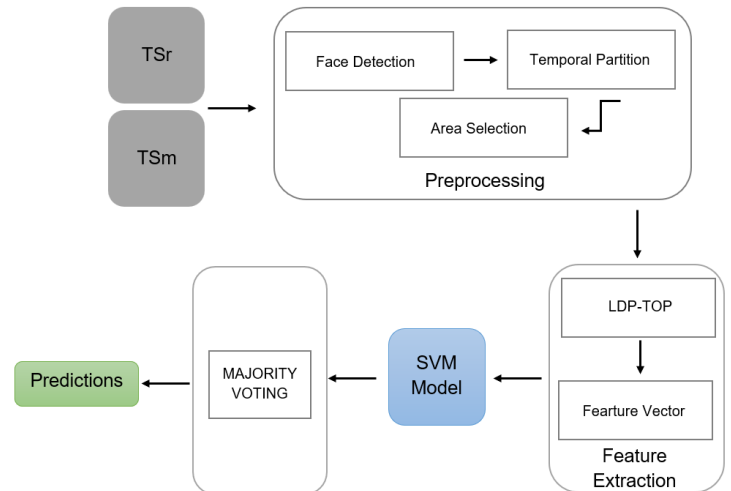 TSr
TSm
Face Detection
Temporal Partition
Area Selection
Preprocessing
LDP-TOP
Fearture Vector
Feature
Extraction
SVM
Model
MAJORITY
VOTING
Predictions